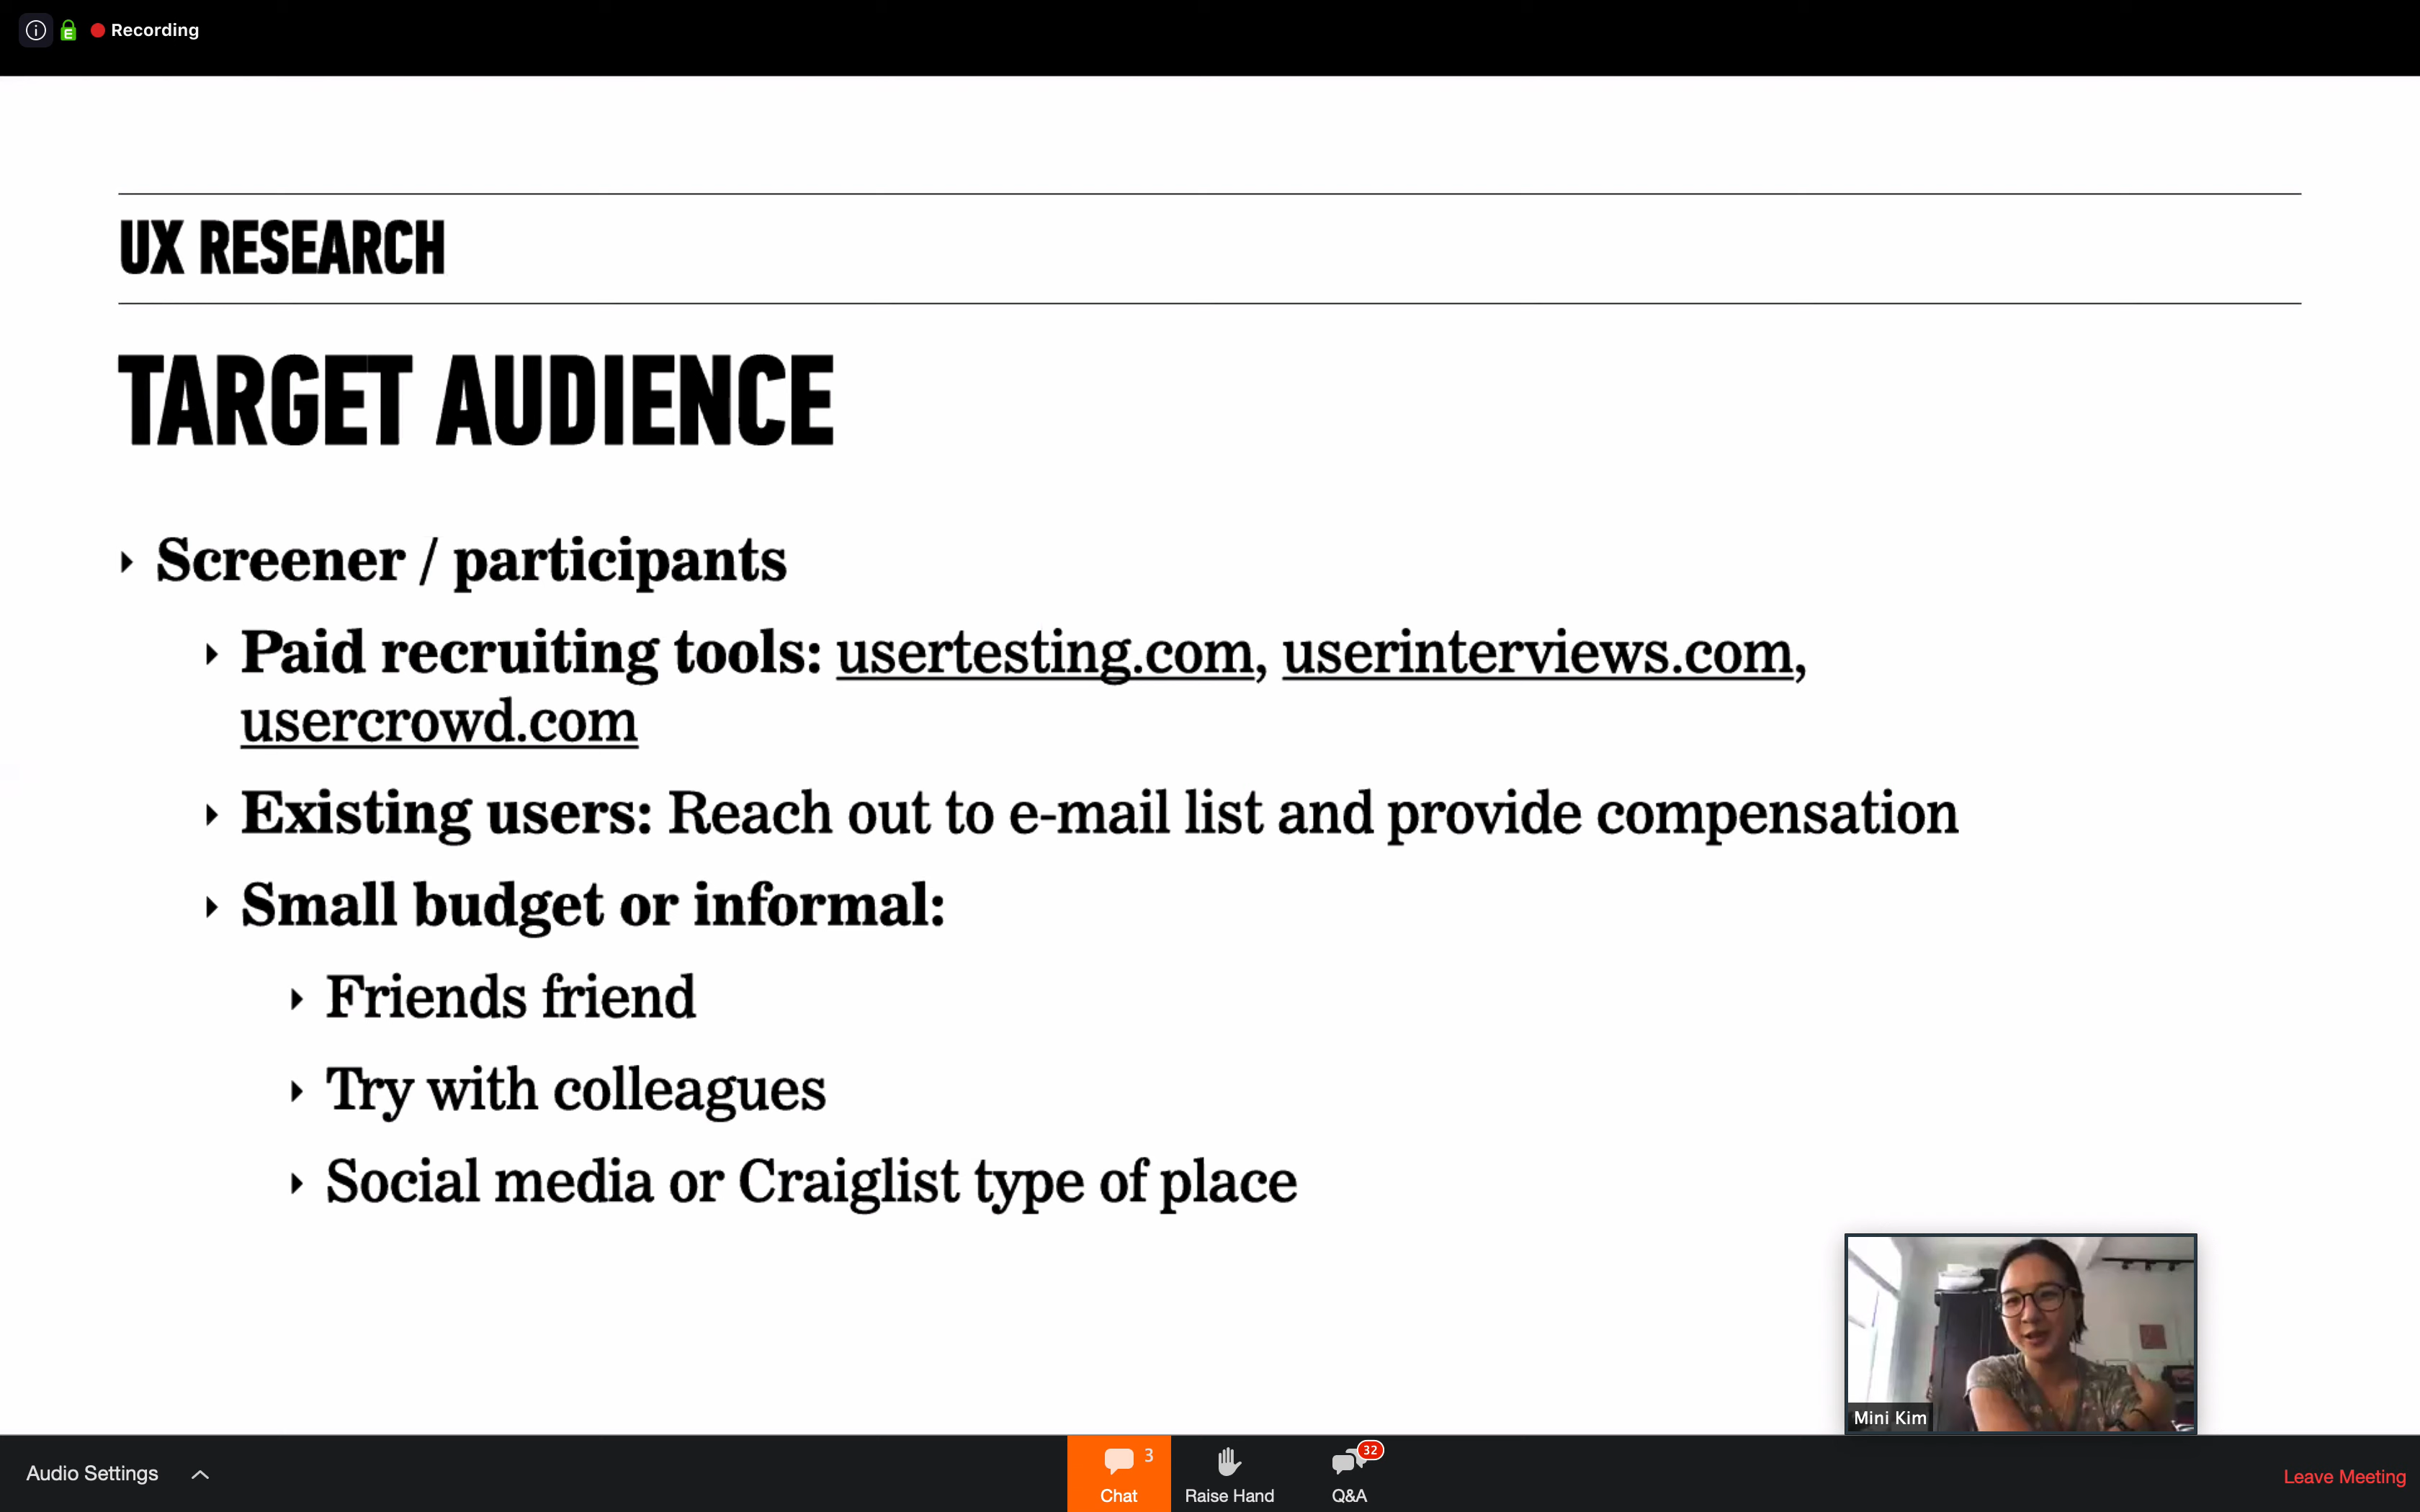 Recording
UX RESEARCH
TARGET AUDIENCE
Screener / participants
Paid recruiting tools: usertesting.com, userinterviews.com,
usercrowd.com
Existing users: Reach out to e-mail list and provide compensation
Small budget or informal:
Friends friend
Try with colleagues
Social media or Craiglist type of place
Mini Kim
Audio Settings
3
Chat
Raise Hand
32
Q&A
Leave Meeting